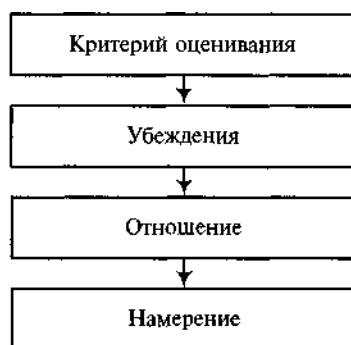 Критерий оценивания
Убеждения
Отношение
Намерение